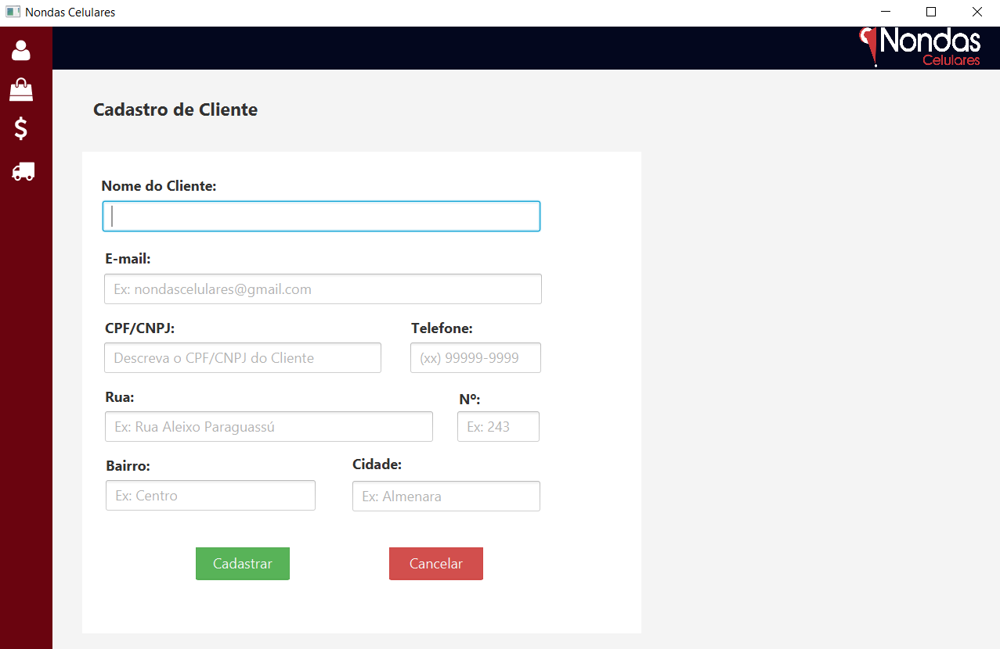 Nondas Celulares
Nondas
Celulares
Cadastro de Cliente
Nome do Cliente:
E-mail:
Ex: nondascelulares@gmail.com
CPF/CNPJ: Telefone:
Descreva o CPF/CNPJ do Cliente (xx) 99999-9999
Rua: Nº:
Ex: Rua Aleixo Paraguassú Ex: 243
Bairro: Cidade:
Ex: Centro Ex: Almenara
Cadastrar Cancelar